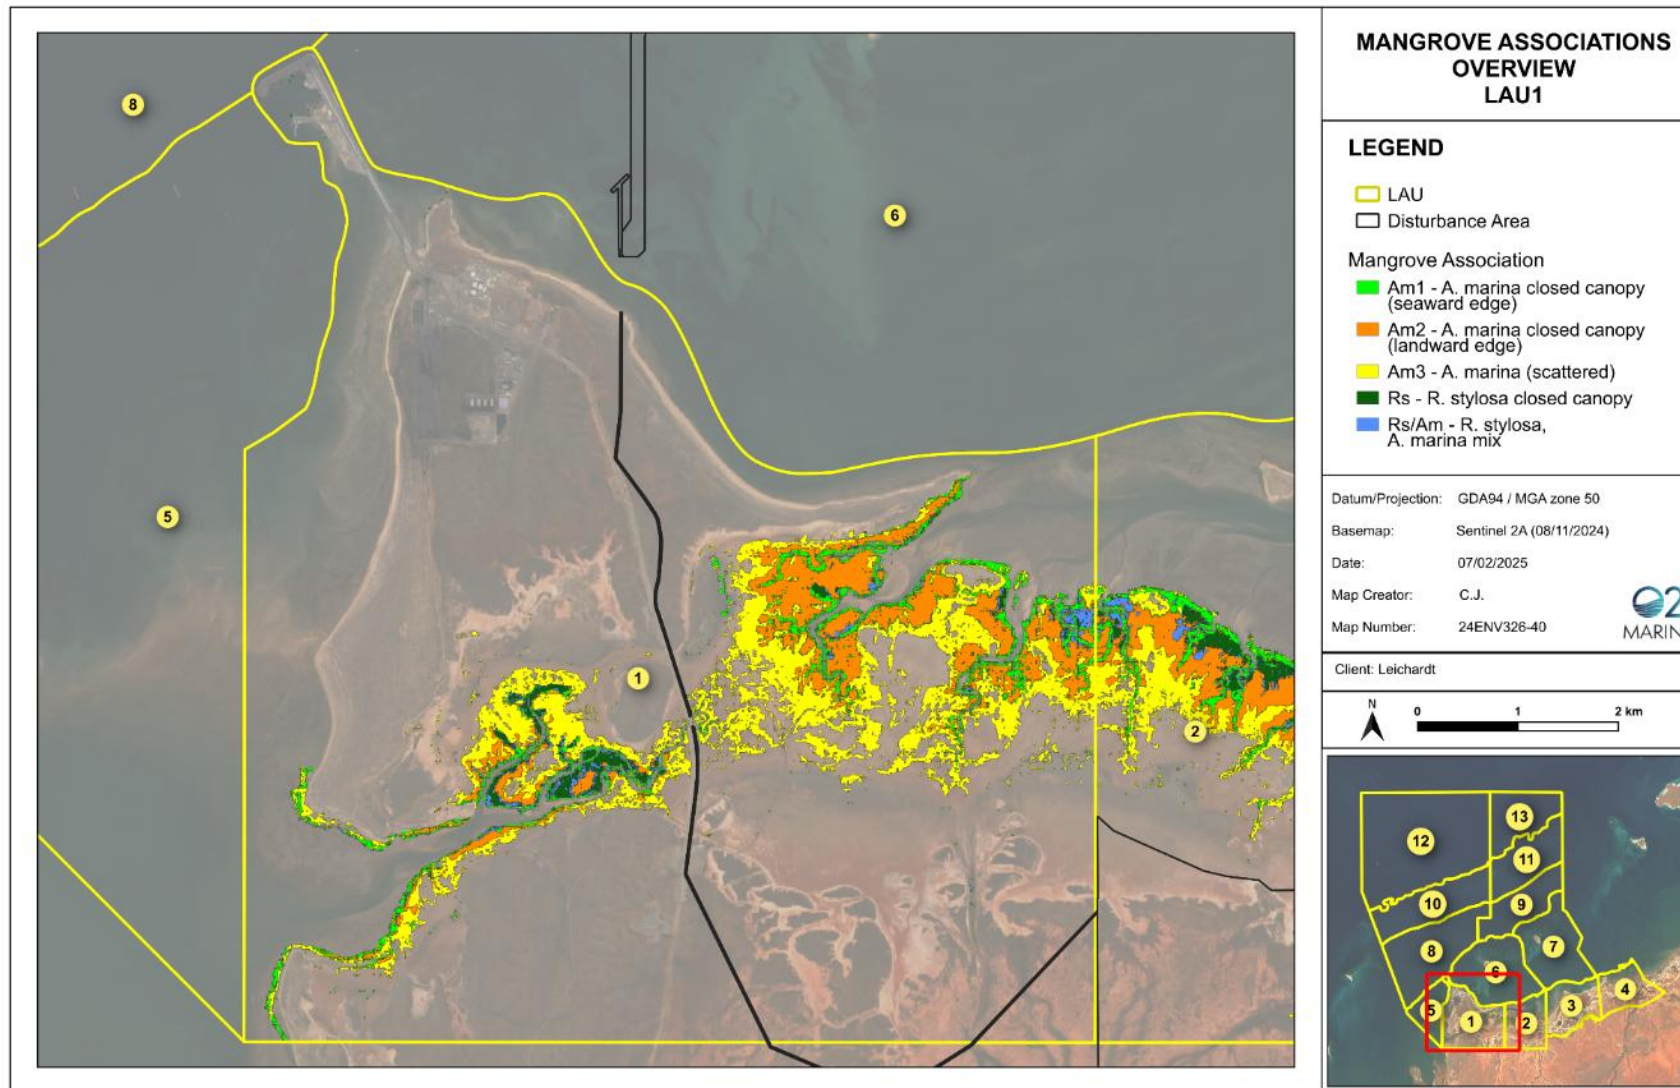 MANGROVE ASSOCIATIONS
OVERVIEW
LAU1
LEGEND
LAU
Disturbance Area
Mangrove Association
Am1 - A. marina closed canopy
(seaward edge)
Am2 - A. marina closed canopy
(landward edge)
Am3 - A. marina (scattered)
Rs - R. stylosa closed canopy
Rs/Am - R. stylosa,
A. marina mix
Datum/Projection: GDA94 / MGA zone 50
Basemap: Sentinel 2A (08/11/2024)
Date: 07/02/2025
Map Creator: C.J.
Map Number: 24ENV326-40
O2
MARIN
Client: Leichardt
N
0 1 2 km
8
6
5
1
2
13
12
11
10
9
8
7
6
5
4
3
2
1